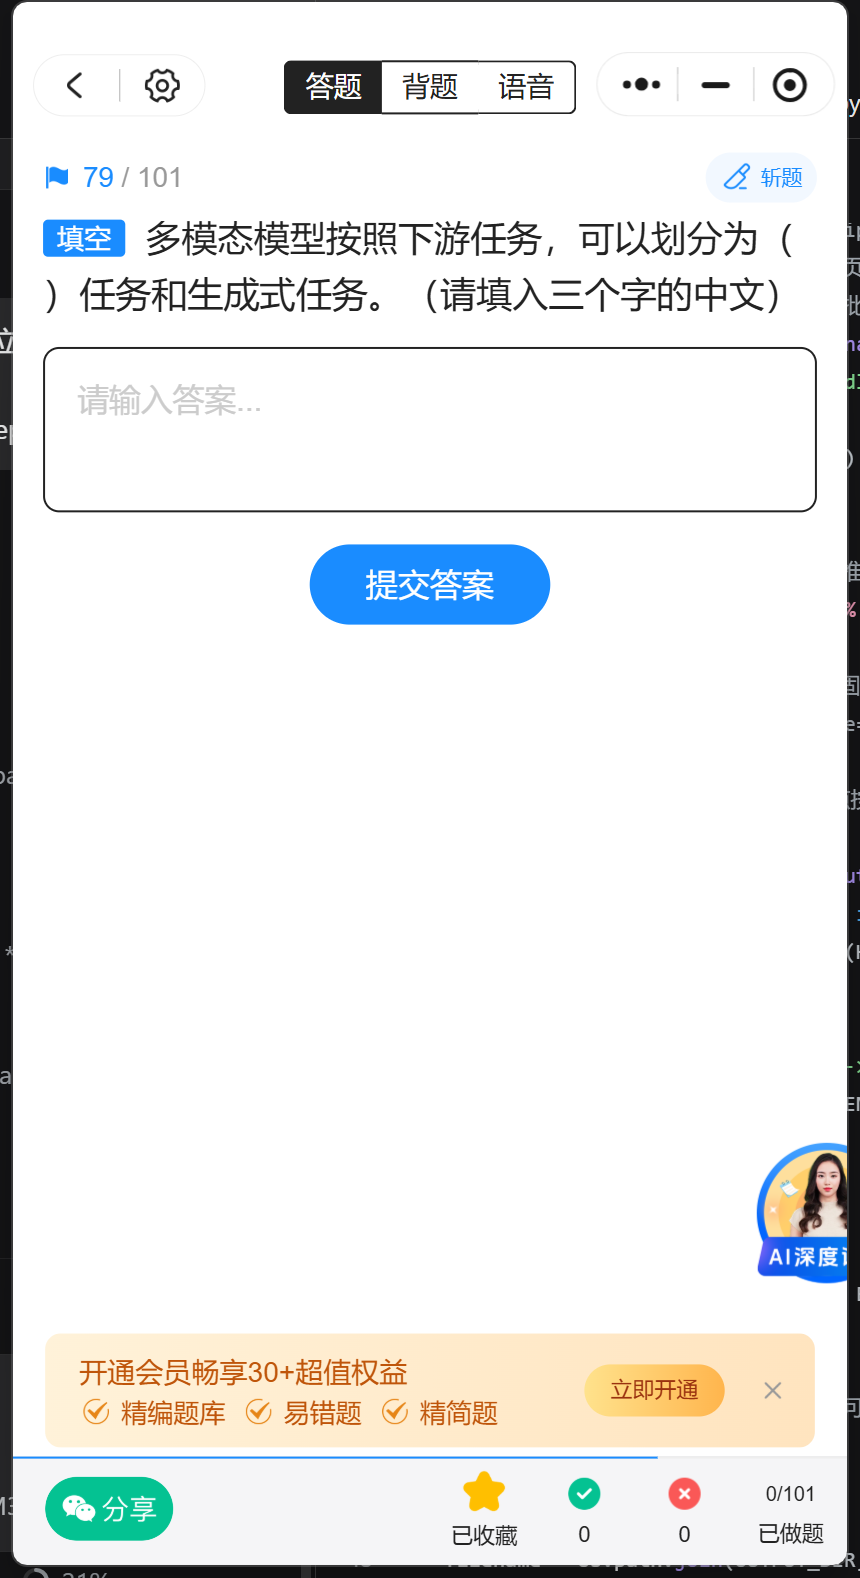 答题 背题 语音
79 / 101 斩题
填空 多模态模型按照下游任务，可以划分为（
）任务和生成式任务。（请填入三个字的中文）
请输入答案...
提交答案
AI深度
开通会员畅享30+超值权益
精编题库 易错题 精简题
立即开通
分享
已收藏
0
0
0/101
已做题
21%